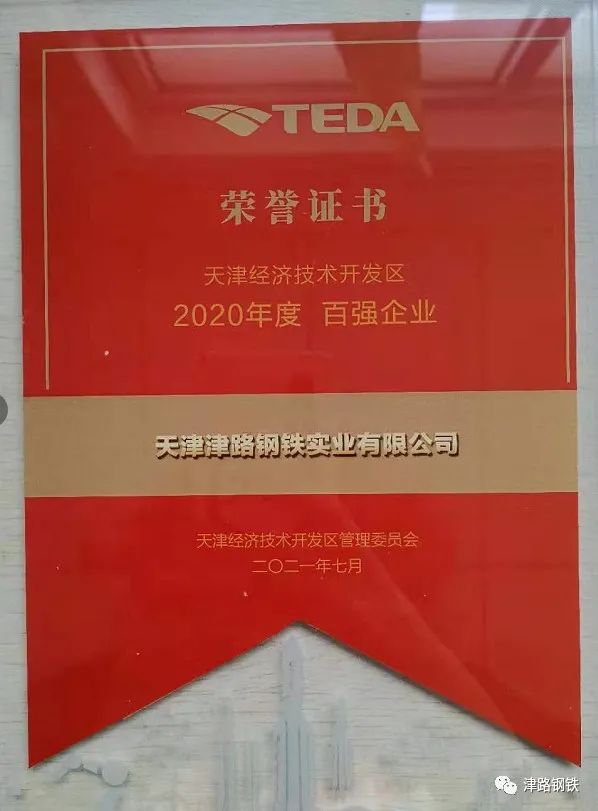 TEDA
荣誉证书
天津经济技术开发区
2020年度 百强企业
天津津路钢铁实业有限公司
天津经济技术开发区管理委员会
二〇二一年七月
津路钢铁